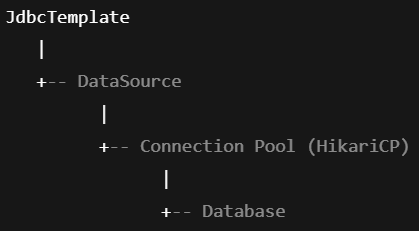 JdbcTemplate
|
+-- DataSource
|
+-- Connection Pool (HikariCP)
|
+-- Database